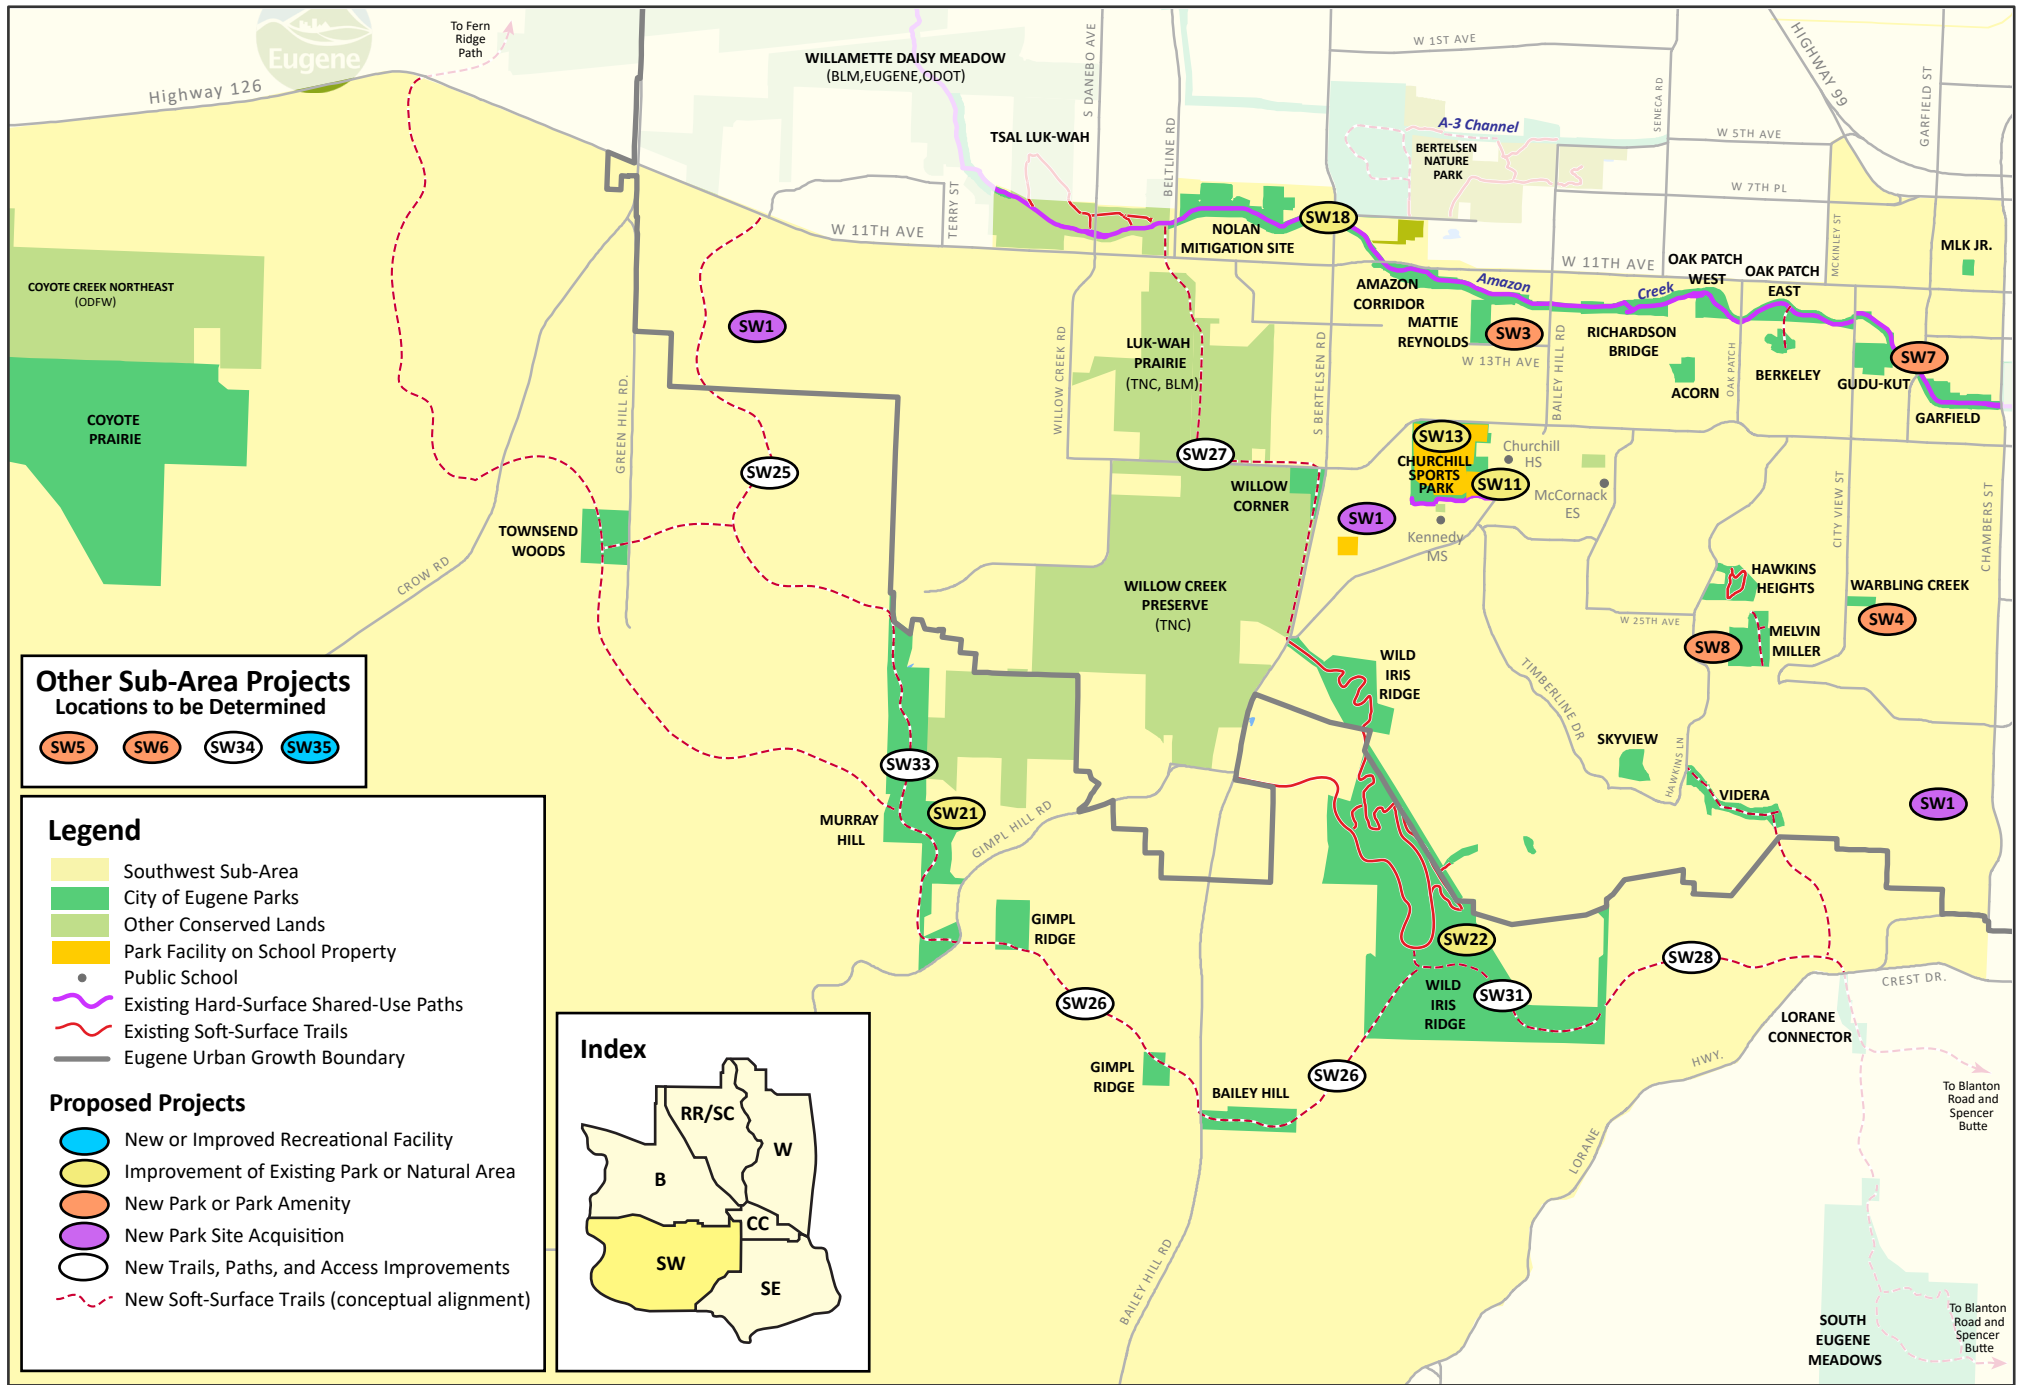 To Fern
Ridge
Path
Eugene
Highway 126
WILLAMETTE DAISY MEADOW
(BLM,EUGENE,ODOT)
S DANEBO AVE
W 1ST AVE
HIGHWAY 99
GARFIELD ST
SENECA RD
TSAL LUK-WAH
BELTLINE RD
A-3 Channel
BERTELSEN
NATURE
PARK
W 5TH AVE
W 7TH PL
TERRY ST
W 11TH AVE
NOLAN
MITIGATION SITE
SW18
W 11TH AVE
OAK PATCH
WEST
OAK PATCH
EAST
MCKINLEY ST
MLK JR.
COYOTE CREEK NORTHEAST
(ODFW)
AMAZON
CORRIDOR
Amazon
Creek
SW1
MATTIE
REYNOLDS
SW3
W 13TH AVE
BAILEY HILL RD
RICHARDSON
BRIDGE
ACORN
OAK PATCH
BERKELEY
GUDU-KUT
SW7
GARFIELD
WILLOW CREEK RD
LUK-WAH
PRAIRIE
(TNC, BLM)
S BERTELSEN RD
COYOTE
PRAIRIE
GREEN HILL RD.
SW25
SW27
SW13
CHURCHILL
SPORTS
PARK
Churchill
HS
SW11
McCornack
ES
WILLOW
CORNER
SW1
Kennedy
MS
CITY VIEW ST
CHAMBERS ST
TOWNSEND
WOODS
CROW RD
WILLOW CREEK
PRESERVE
(TNC)
HAWKINS
HEIGHTS
WARBLING CREEK
SW4
W 25TH AVE
SW8
MELVIN
MILLER
WILD
IRIS
RIDGE
TIMBERLINE DR
SKYVIEW
HAWKINS LN
VIDERA
SW1
Other Sub-Area Projects
Locations to be Determined
SW5
SW6
SW34
SW35
SW33
SW21
MURRAY
HILL
GIMPL HILL RD
GIMPL
RIDGE
SW26
SW22
WILD
IRIS
RIDGE
SW31
SW28
CREST DR.
LORANE
CONNECTOR
HWY.
LORANE
GIMPL
RIDGE
BAILEY HILL
SW26
BAILEY HILL RD
To Blanton
Road and
Spencer
Butte
SOUTH
EUGENE
MEADOWS
To Blanton
Road and
Spencer
Butte
Legend
Southwest Sub-Area
City of Eugene Parks
Other Conserved Lands
Park Facility on School Property
Public School
Existing Hard-Surface Shared-Use Paths
Existing Soft-Surface Trails
Eugene Urban Growth Boundary
Proposed Projects
New or Improved Recreational Facility
Improvement of Existing Park or Natural Area
New Park or Park Amenity
New Park Site Acquisition
New Trails, Paths, and Access Improvements
New Soft-Surface Trails (conceptual alignment)
Index
RR/SC
W
B
CC
SW
SE